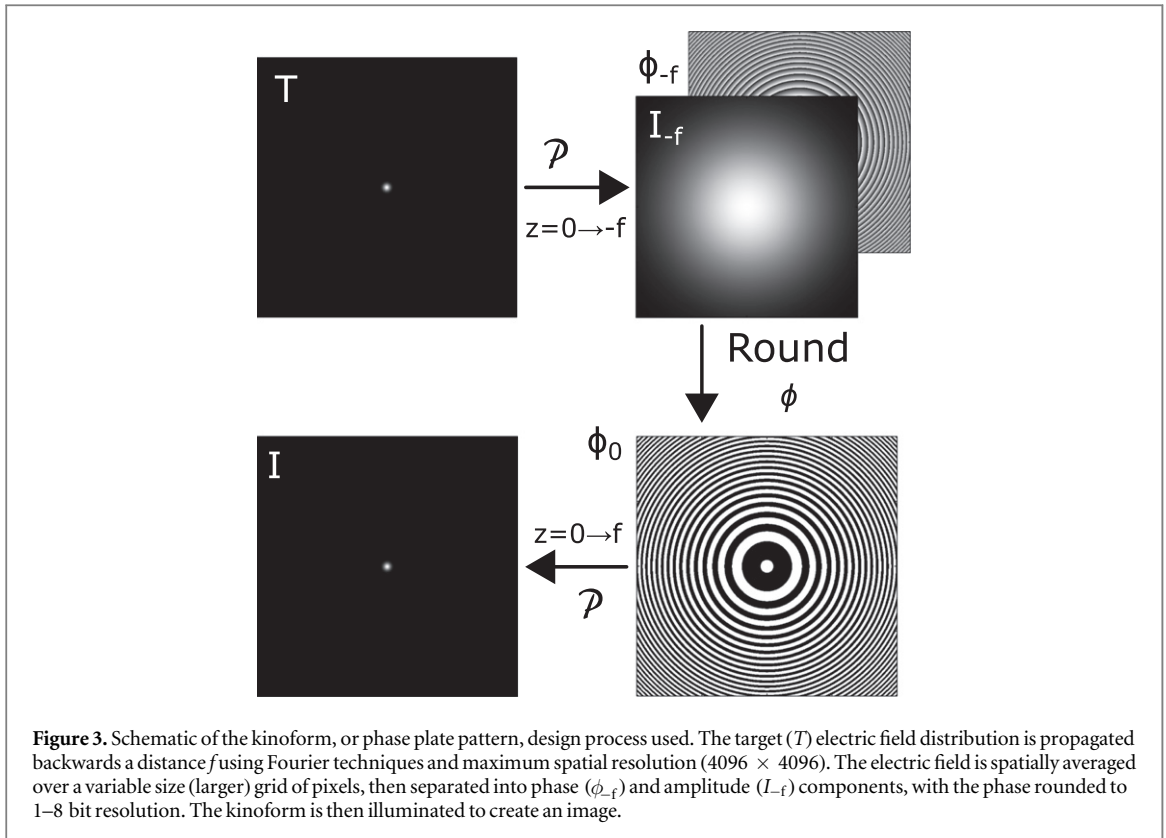 T
ϕ-f
I-f
𝒫
z=0→-f
Round
ϕ
I
ϕ0
z=0→f
𝒫
Figure 3. Schematic of the kinoform, or phase plate pattern, design process used. The target (T) electric field distribution is propagated
backwards a distance f using Fourier techniques and maximum spatial resolution (4096 × 4096). The electric field is spatially averaged
over a variable size (larger) grid of pixels, then separated into phase (ϕ−f) and amplitude (I−f) components, with the phase rounded to
1–8 bit resolution. The kinoform is then illuminated to create an image.